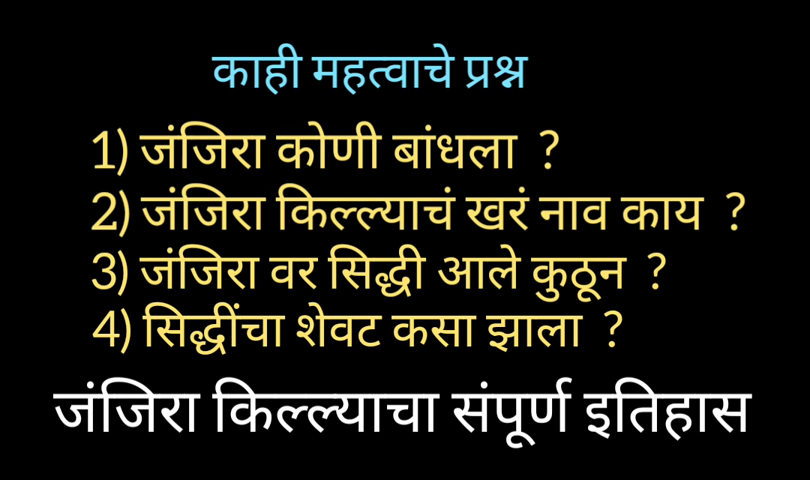 काही महत्वाचे प्रश्न
1) जंजिरा कोणी बांधला ?
2) जंजिरा किल्ल्याचं खरं नाव काय ?
3) जंजिरा वर सिद्धी आले कुठून ?
4) सिद्धींचा शेवट कसा झाला ?
जंजिरा किल्ल्याचा संपूर्ण इतिहास